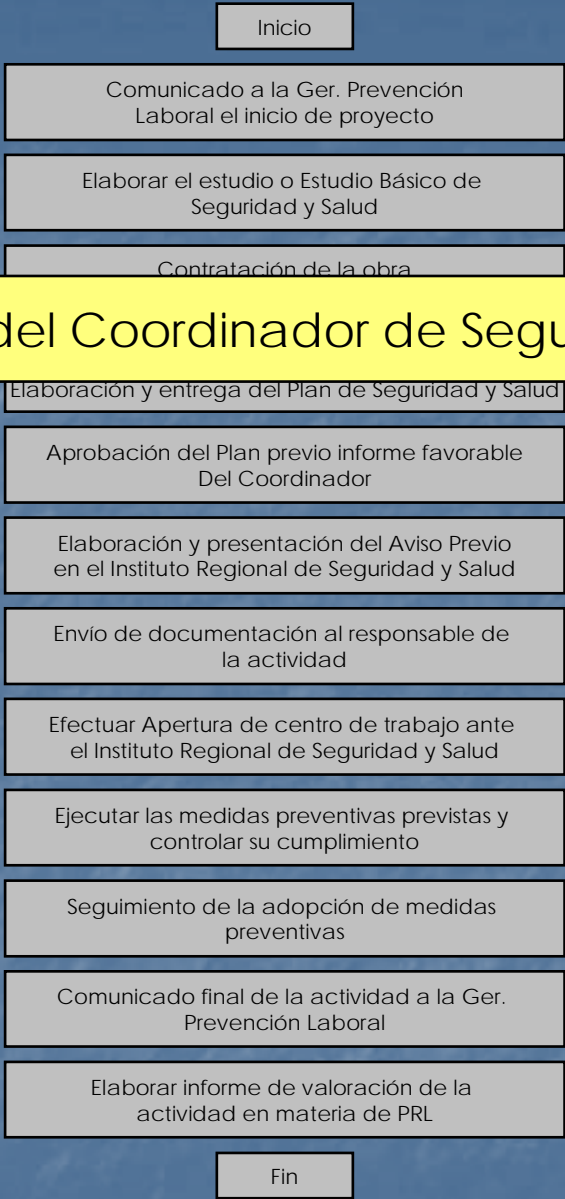 Inicio
Comunicado a la Ger. Prevención
Laboral el inicio de proyecto
Elaborar el estudio o Estudio Básico de
Seguridad y Salud
Contratación de la obra
del Coordinador de Segu
Elaboración y entrega del Plan de Seguridad y Salud
Aprobación del Plan previo informe favorable
Del Coordinador
Elaboración y presentación del Aviso Previo
en el Instituto Regional de Seguridad y Salud
Envío de documentación al responsable de
la actividad
Efectuar Apertura de centro de trabajo ante
el Instituto Regional de Seguridad y Salud
Ejecutar las medidas preventivas previstas y
controlar su cumplimiento
Seguimiento de la adopción de medidas
preventivas
Comunicado final de la actividad a la Ger.
Prevención Laboral
Elaborar informe de valoración de la
actividad en materia de PRL
Fin